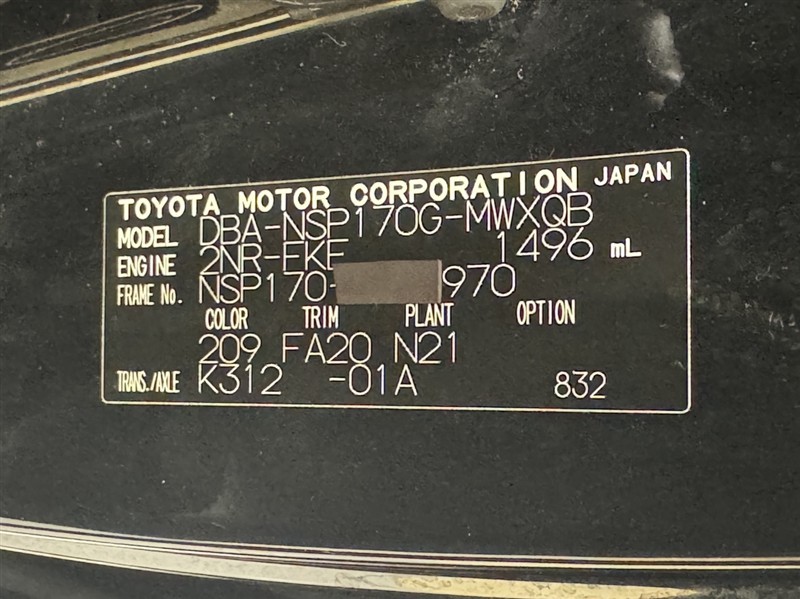 TOYOTA MOTOR CORPORATION JAPAN
MODEL DBA-NSP170G-MWXQB
ENGINE 2NR-FKE 1496 mL
FRAME No. NSP170- 970
COLOR TRIM PLANT OPTION
209 FA20 N21
TRANS./AXLE K312 -01A 832